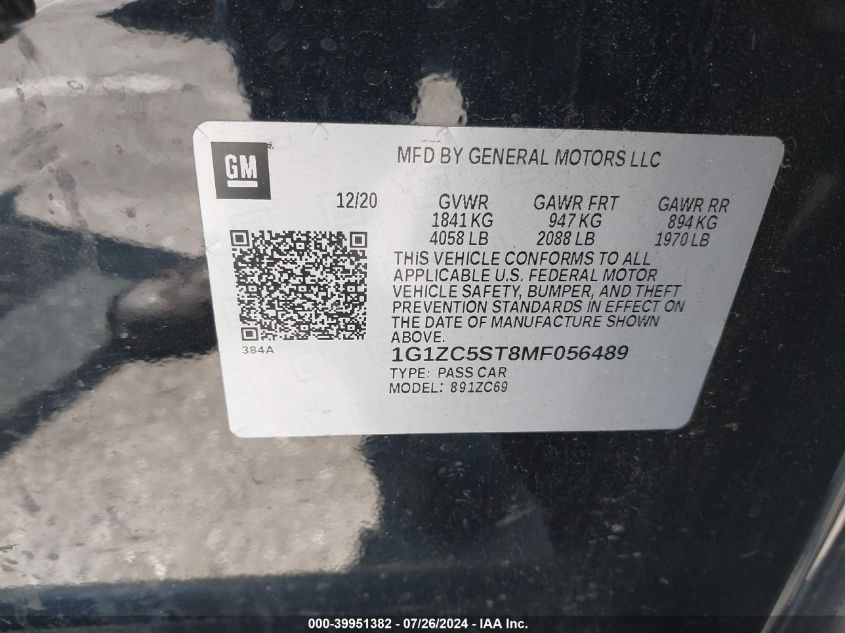 GM
MFD BY GENERAL MOTORS LLC
12/20 GVWR GAWR FRT GAWR RR
1841 KG 947 KG 894 KG
4058 LB 2088 LB 1970 LB
THIS VEHICLE CONFORMS TO ALL
APPLICABLE U.S. FEDERAL MOTOR
VEHICLE SAFETY, BUMPER, AND THEFT
PREVENTION STANDARDS IN EFFECT ON
THE DATE OF MANUFACTURE SHOWN
ABOVE.
384A
1G1ZC5ST8MF056489
TYPE: PASS CAR
MODEL: 891ZC69
000-39951382 - 07/26/2024 - IAA Inc.